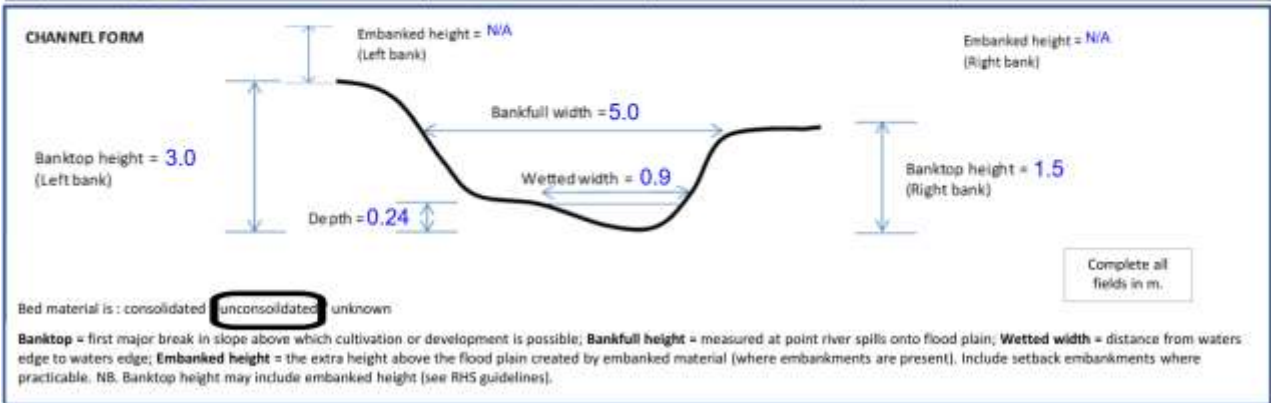 CHANNEL FORM
Embanked height = N/A
(Left bank)
Embanked height = N/A
(Right bank)
Bankfull width = 5.0
Banktop height = 3.0
(Left bank)
Wetted width = 0.9
Banktop height = 1.5
(Right bank)
Depth = 0.24
Complete all
fields in m.
Bed material is : consolidated unconsoildated unknown
Banktop = first major break in slope above which cultivation or development is possible; Bankfull height = measured at point river spills onto flood plain; Wetted width = distance from waters
edge to waters edge; Embanked height = the extra height above the flood plain created by embanked material (where embankments are present). Include setback embankments where
practicable. NB. Banktop height may include embanked height (see RHS guidelines).